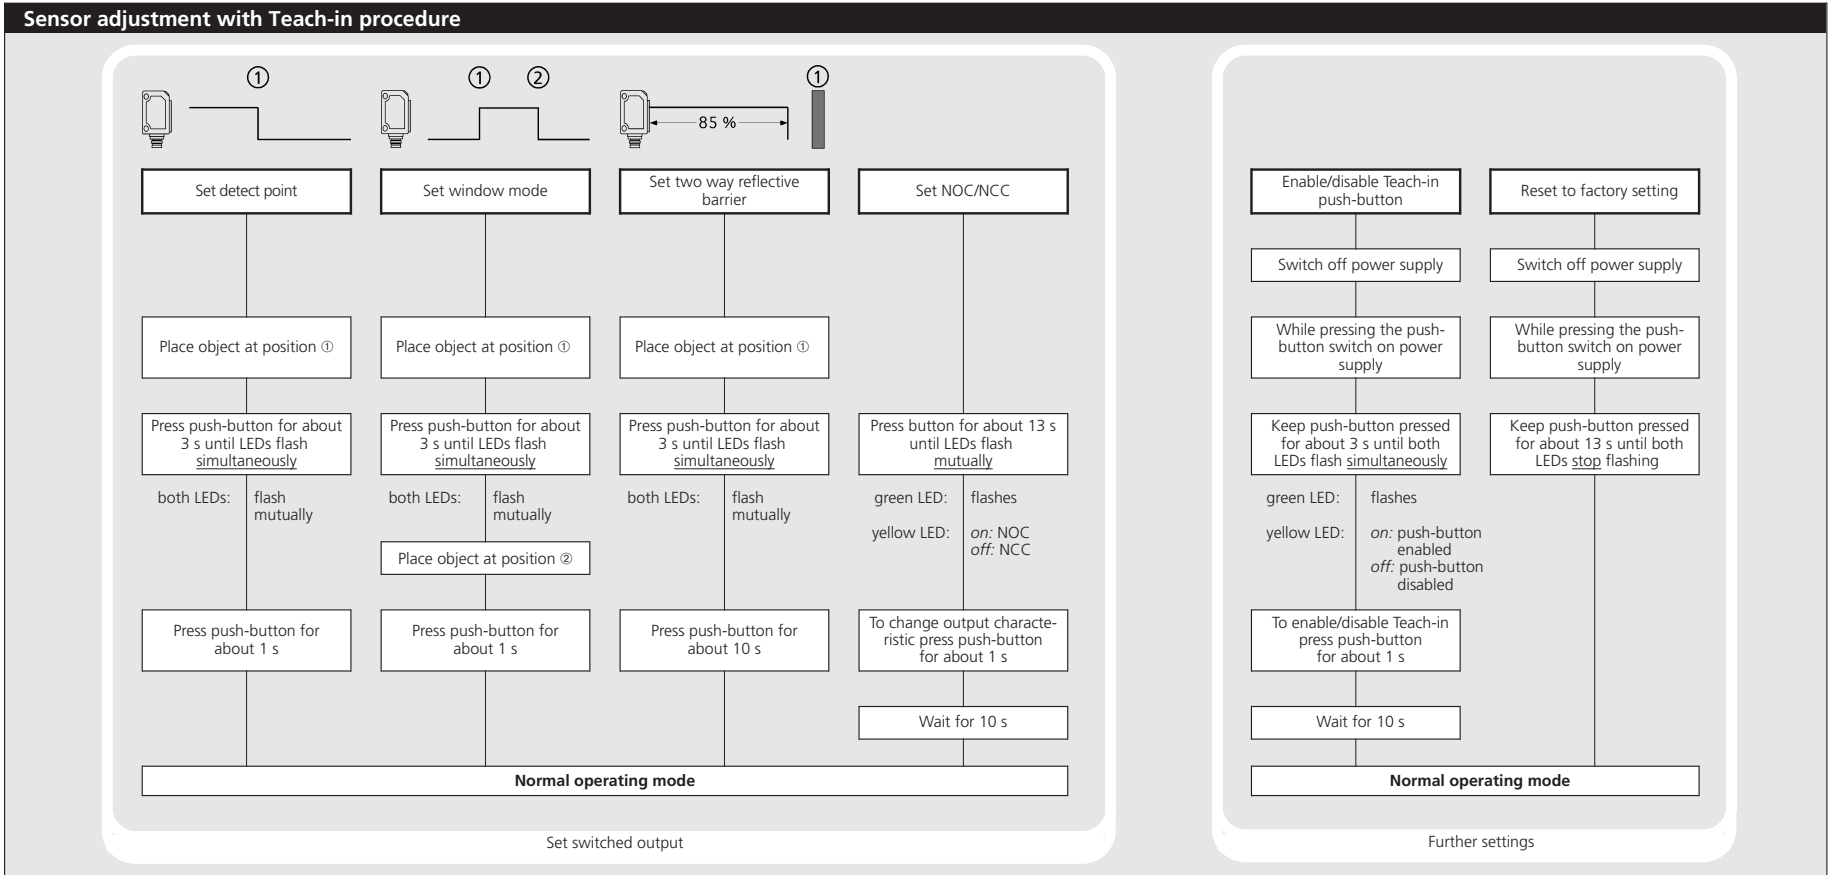 Sensor adjustment with Teach-in procedure
①
① ②
①
85 %
Set detect point
Place object at position ①
Press push-button for about
3 s until LEDs flash
simultaneously
both LEDs: flash
mutually
Press push-button for
about 1 s
Set window mode
Place object at position ①
Press push-button for about
3 s until LEDs flash
simultaneously
both LEDs: flash
mutually
Place object at position ②
Press push-button for
about 1 s
Set two way reflective
barrier
Place object at position ①
Press push-button for about
3 s until LEDs flash
simultaneously
both LEDs: flash
mutually
Press push-button for
about 10 s
Set NOC/NCC
Press button for about 13 s
until LEDs flash
mutually
green LED: flashes
yellow LED: on: NOC
off: NCC
To change output characte-
ristic press push-button
for about 1 s
Wait for 10 s
Normal operating mode
Set switched output
Enable/disable Teach-in
push-button
Switch off power supply
While pressing the push-
button switch on power
supply
Keep push-button pressed
for about 3 s until both
LEDs flash simultaneously
green LED: flashes
yellow LED: on: push-button
enabled
off: push-button
disabled
To enable/disable Teach-in
press push-button
for about 1 s
Wait for 10 s
Reset to factory setting
Switch off power supply
While pressing the push-
button switch on power
supply
Keep push-button pressed
for about 13 s until both
LEDs stop flashing
Normal operating mode
Further settings